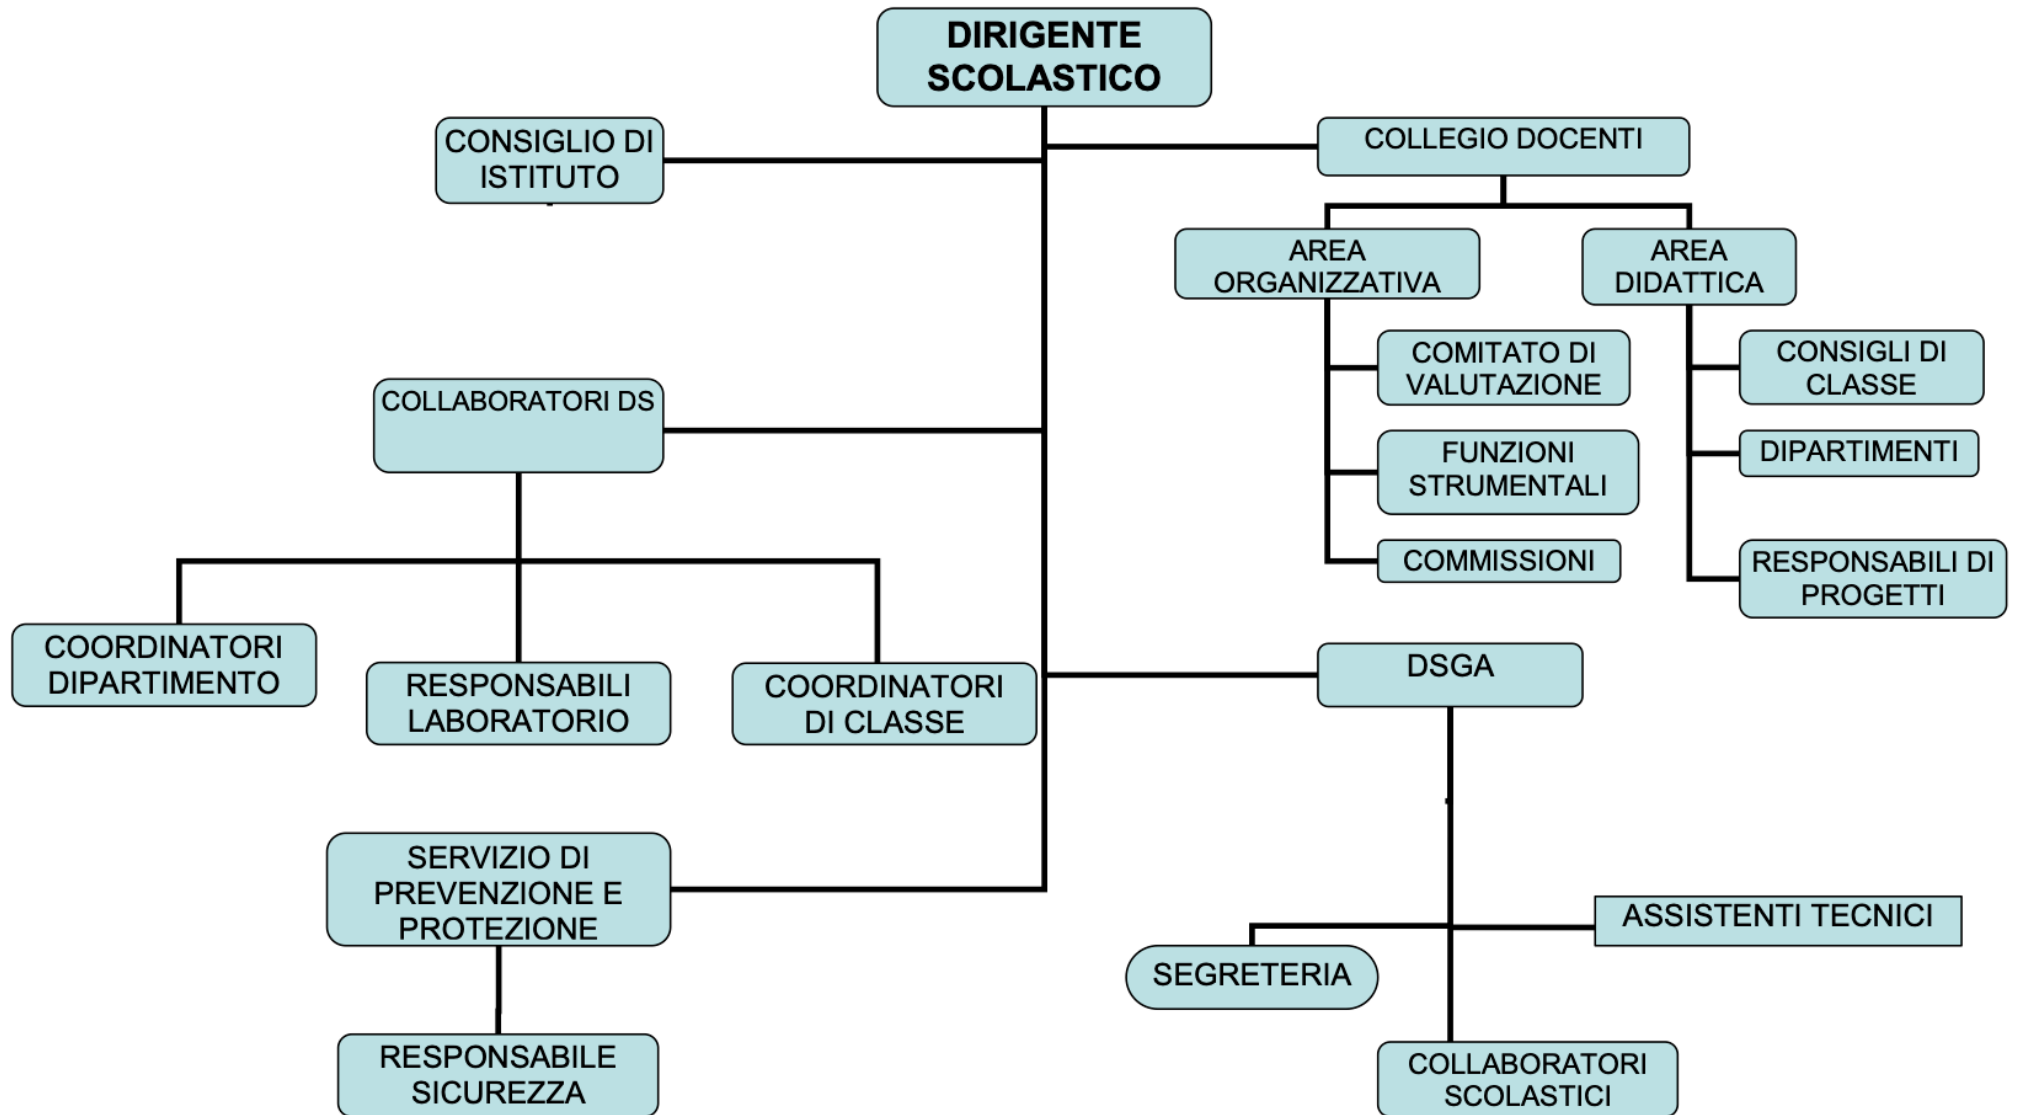 DIRIGENTE
SCOLASTICO
CONSIGLIO DI
ISTITUTO
COLLEGIO DOCENTI
AREA
ORGANIZZATIVA
AREA
DIDATTICA
COMITATO DI
VALUTAZIONE
CONSIGLI DI
CLASSE
COLLABORATORI DS
FUNZIONI
STRUMENTALI
DIPARTIMENTI
COMMISSIONI
RESPONSABILI DI
PROGETTI
COORDINATORI
DIPARTIMENTO
RESPONSABILI
LABORATORIO
COORDINATORI
DI CLASSE
DSGA
SERVIZIO DI
PREVENZIONE E
PROTEZIONE
ASSISTENTI TECNICI
SEGRETERIA
RESPONSABILE
SICUREZZA
COLLABORATORI
SCOLASTICI